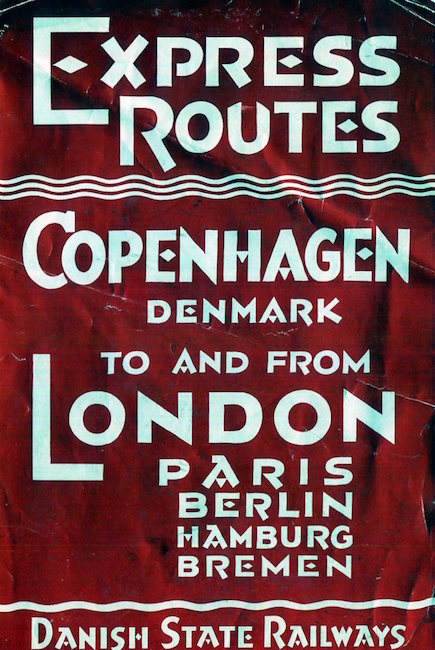 EXPRESS
ROUTES
COPENHAGEN
DENMARK
TO AND FROM
LONDON
PARIS
BERLIN
HAMBURG
BREMEN
DANISH STATE RAILWAYS